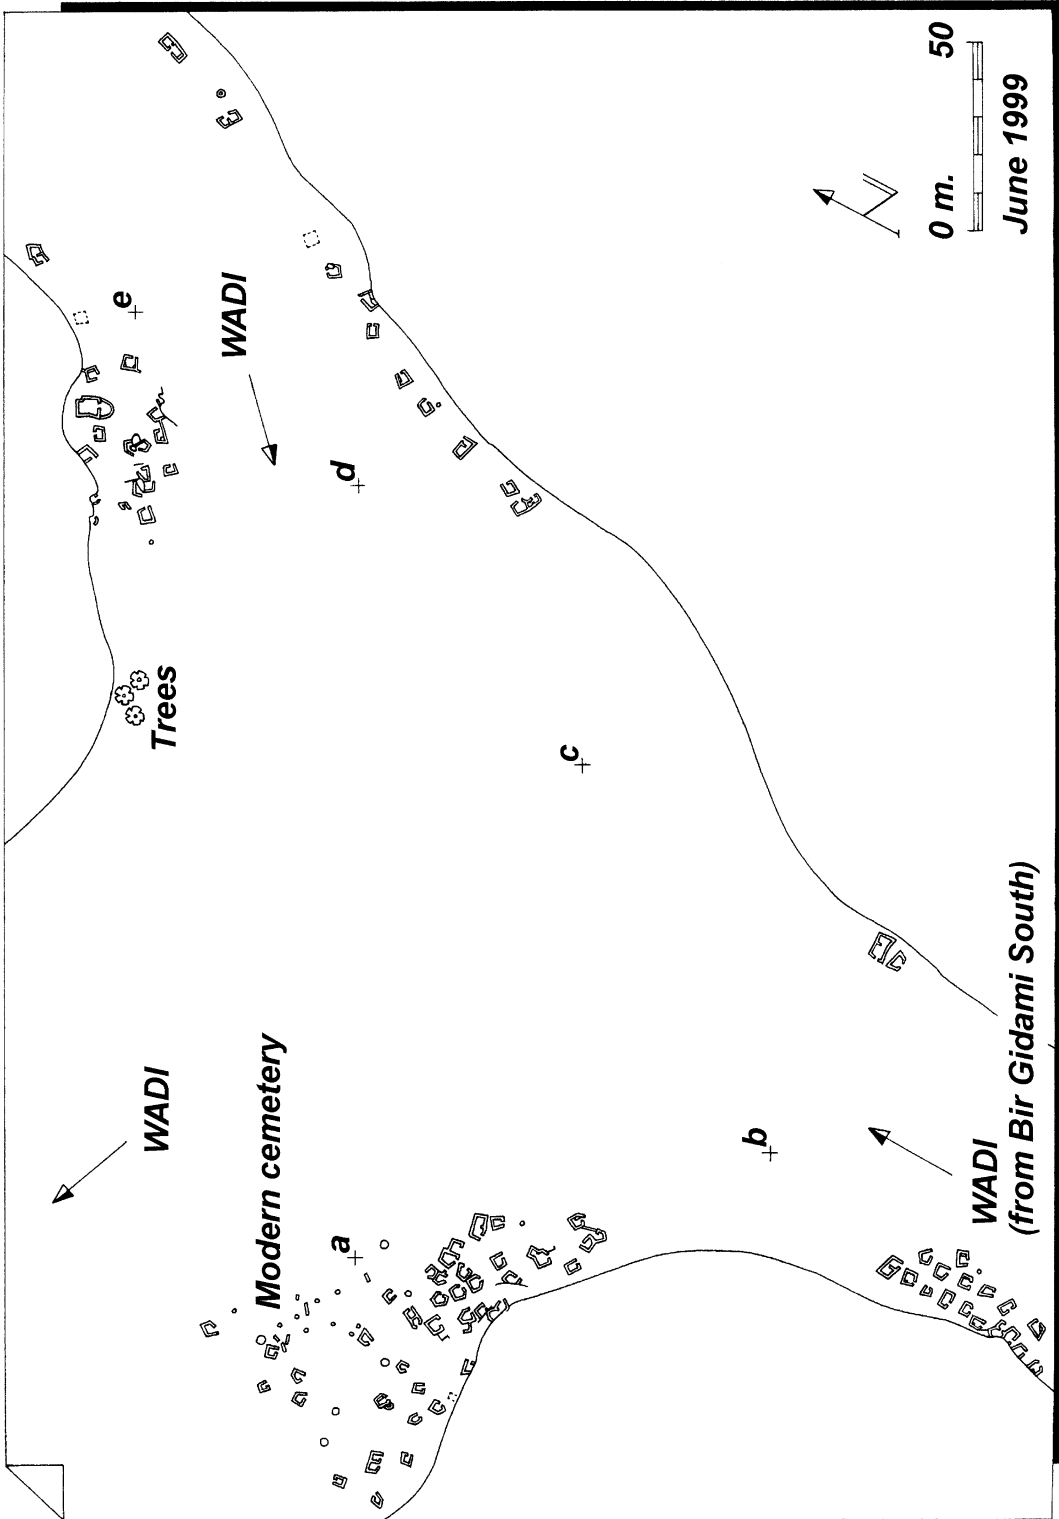 WADI
Modern cemetery
a
Trees
e
WADI
d
c
b
WADI
(from Bir Gidami South)
N
0 m.
50
June 1999